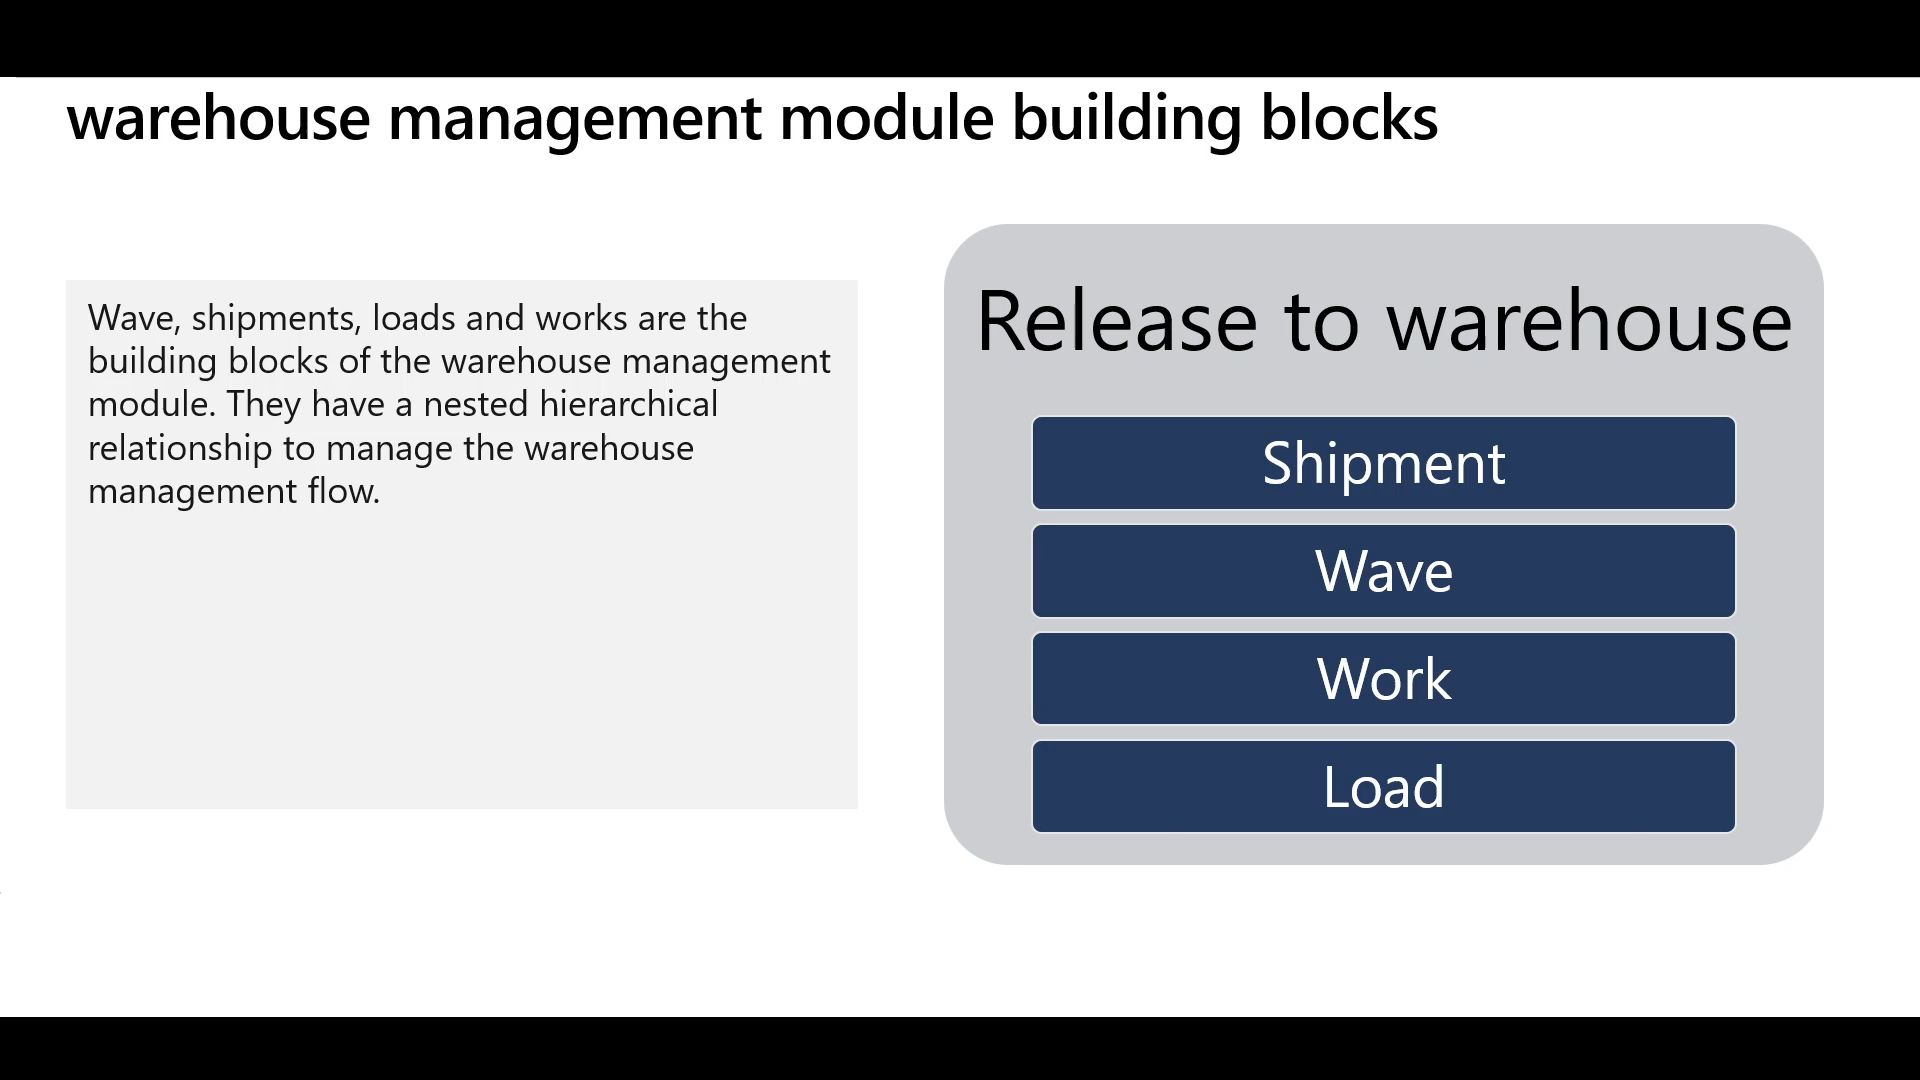 warehouse management module building blocks
Wave, shipments, loads and works are the
building blocks of the warehouse management
module. They have a nested hierarchical
relationship to manage the warehouse
management flow.
Release to warehouse
Shipment
Wave
Work
Load